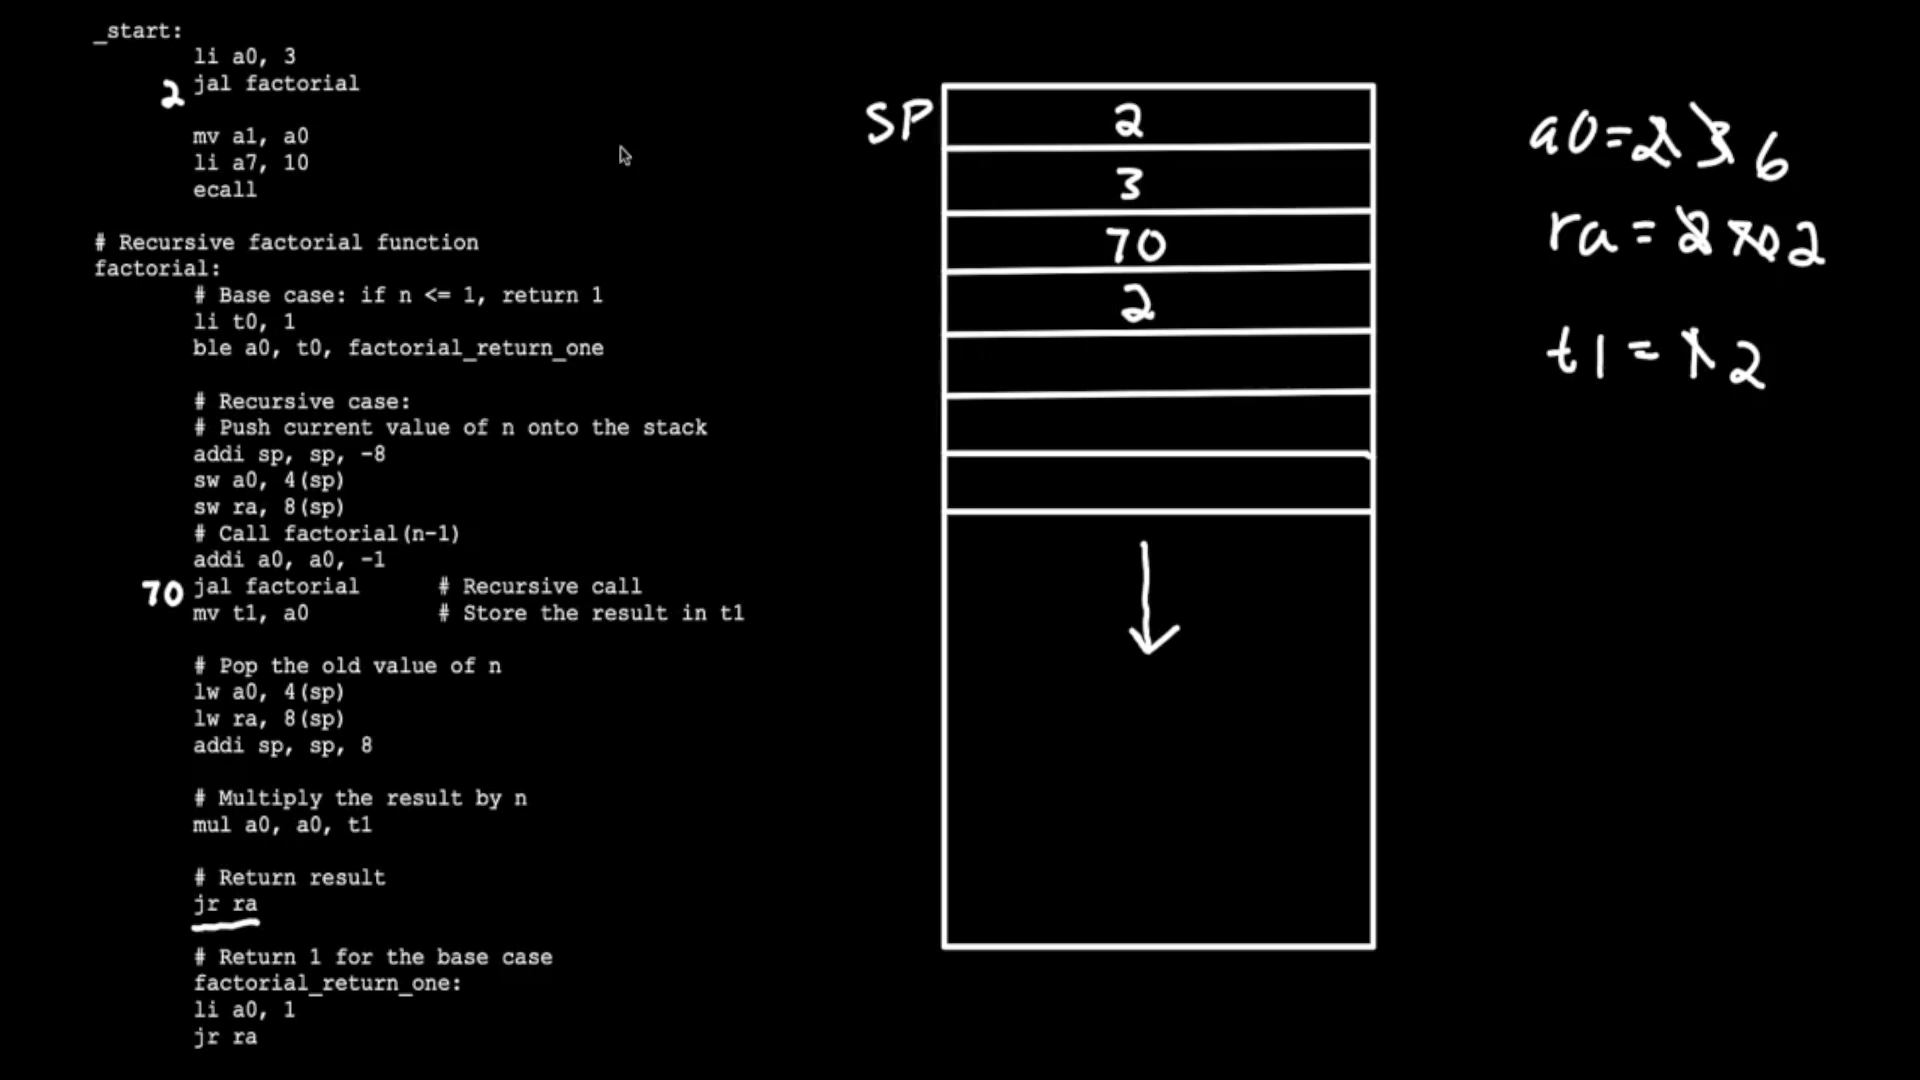 _start:
li a0, 3
2 jal factorial
mv a1, a0
li a7, 10
ecall
# Recursive factorial function
factorial:
# Base case: if n <= 1, return 1
li t0, 1
ble a0, t0, factorial_return_one
# Recursive case:
# Push current value of n onto the stack
addi sp, sp, -8
sw a0, 4(sp)
sw ra, 8(sp)
# Call factorial(n-1)
addi a0, a0, -1
70 jal factorial # Recursive call
mv t1, a0 # Store the result in t1
# Pop the old value of n
lw a0, 4(sp)
lw ra, 8(sp)
addi sp, sp, 8
# Multiply the result by n
mul a0, a0, t1
# Return result
jr ra
# Return 1 for the base case
factorial_return_one:
li a0, 1
jr ra
SP 2
3
70
2
a0=2 3 6
ra = 2 70 2
t1 = 1 2